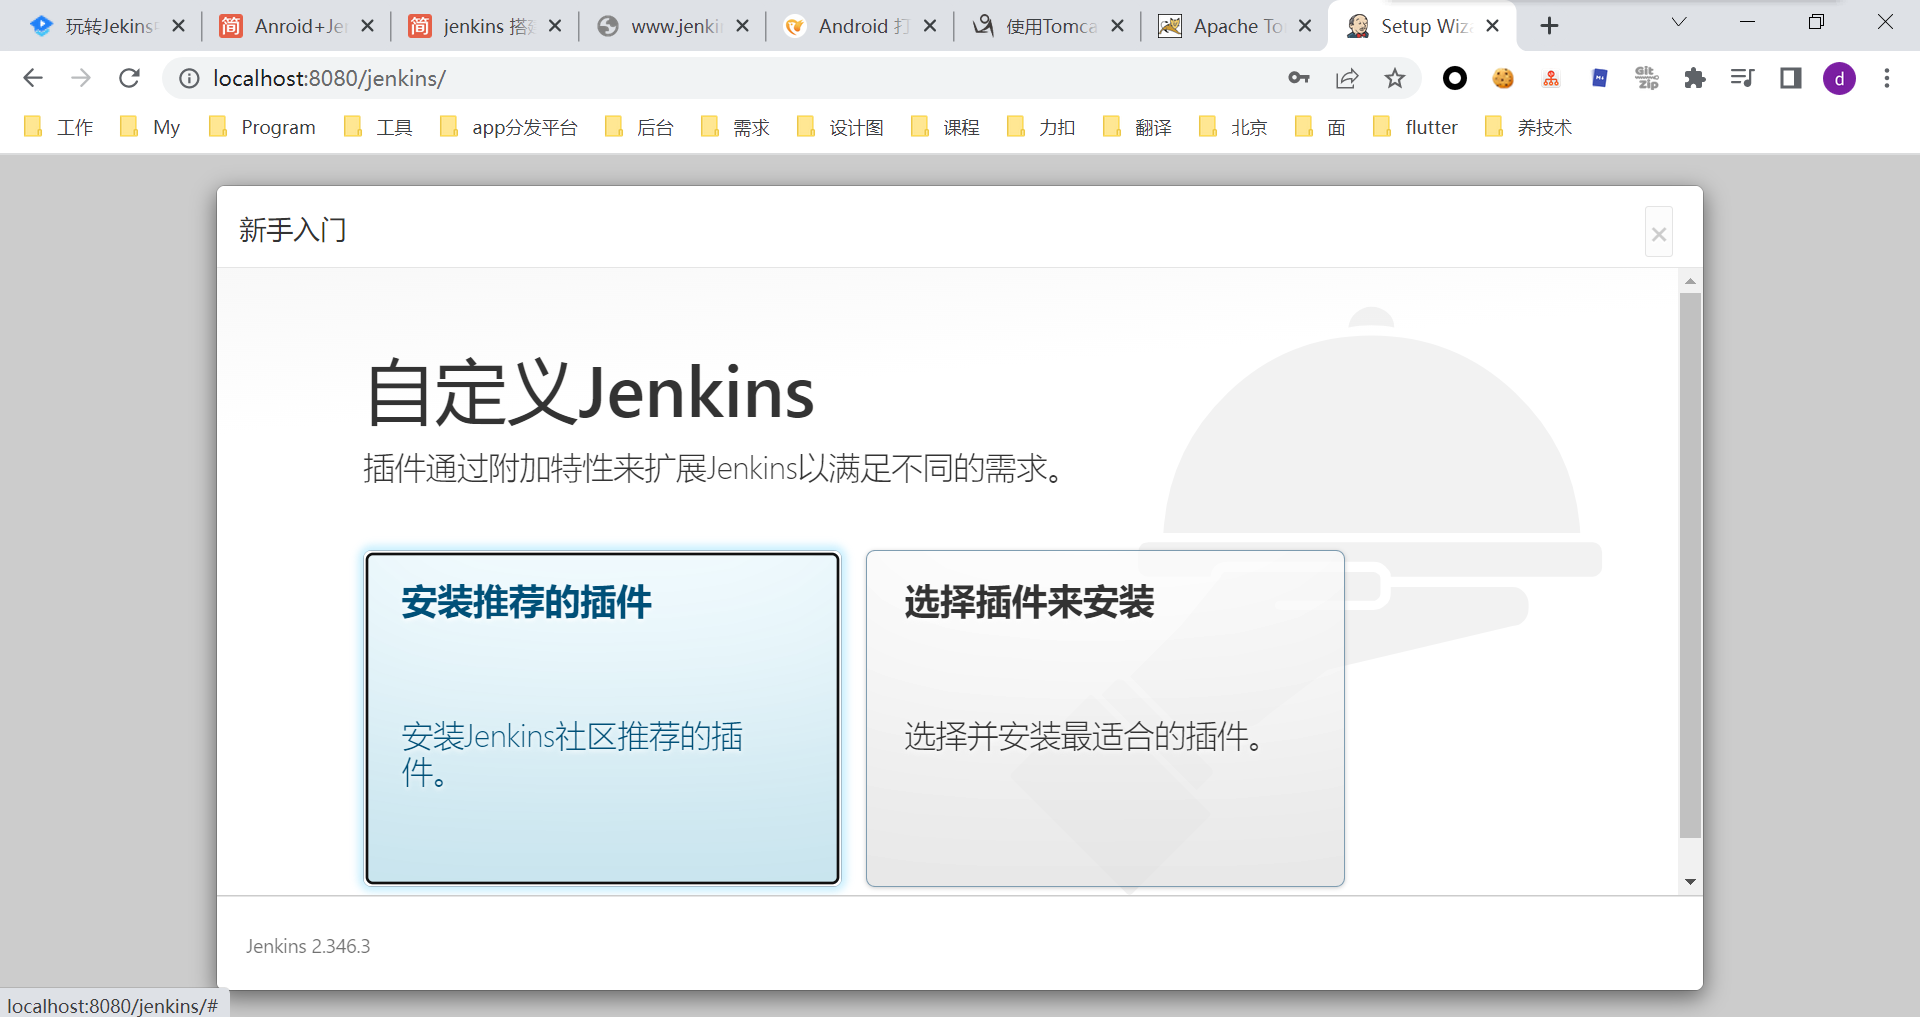 玩转Jekins
Anroid+Je
jenkins 搭
www.jenki
Android 打
使用Tomca
Apache To
Setup Wiz
localhost:8080/jenkins/
Git
Zip
d
工作
My
Program
工具
app分发平台
后台
需求
设计图
课程
力扣
翻译
北京
面
flutter
养技术
新手入门
自定义Jenkins
插件通过附加特性来扩展Jenkins以满足不同的需求。
安装推荐的插件
安装Jenkins社区推荐的插
件。
选择插件来安装
选择并安装最适合的插件。
Jenkins 2.346.3
localhost:8080/jenkins/#